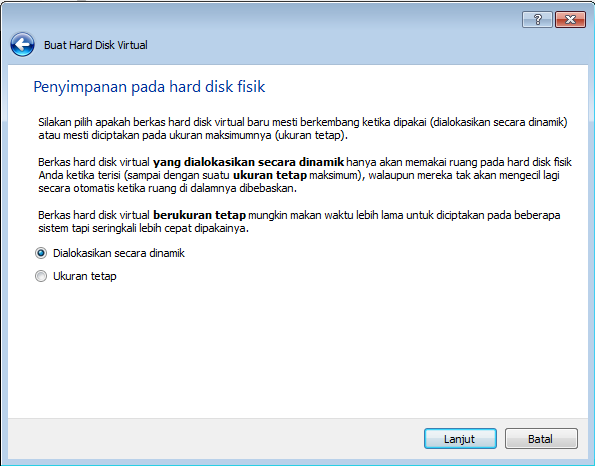 Buat Hard Disk Virtual
Penyimpanan pada hard disk fisik
Silakan pilih apakah berkas hard disk virtual baru mesti berkembang ketika dipakai (dialokasikan secara dinamik)
atau mesti diciptakan pada ukuran maksimumnya (ukuran tetap).
Berkas hard disk virtual yang dialokasikan secara dinamik hanya akan memakai ruang pada hard disk fisik
Anda ketika terisi (sampai dengan suatu ukuran tetap maksimum), walaupun mereka tak akan mengecil lagi
secara otomatis ketika ruang di dalamnya dibebaskan.
Berkas hard disk virtual berukuran tetap mungkin makan waktu lebih lama untuk diciptakan pada beberapa
sistem tapi seringkali lebih cepat dipakainya.
Dialokasikan secara dinamik
Ukuran tetap
Lanjut
Batal